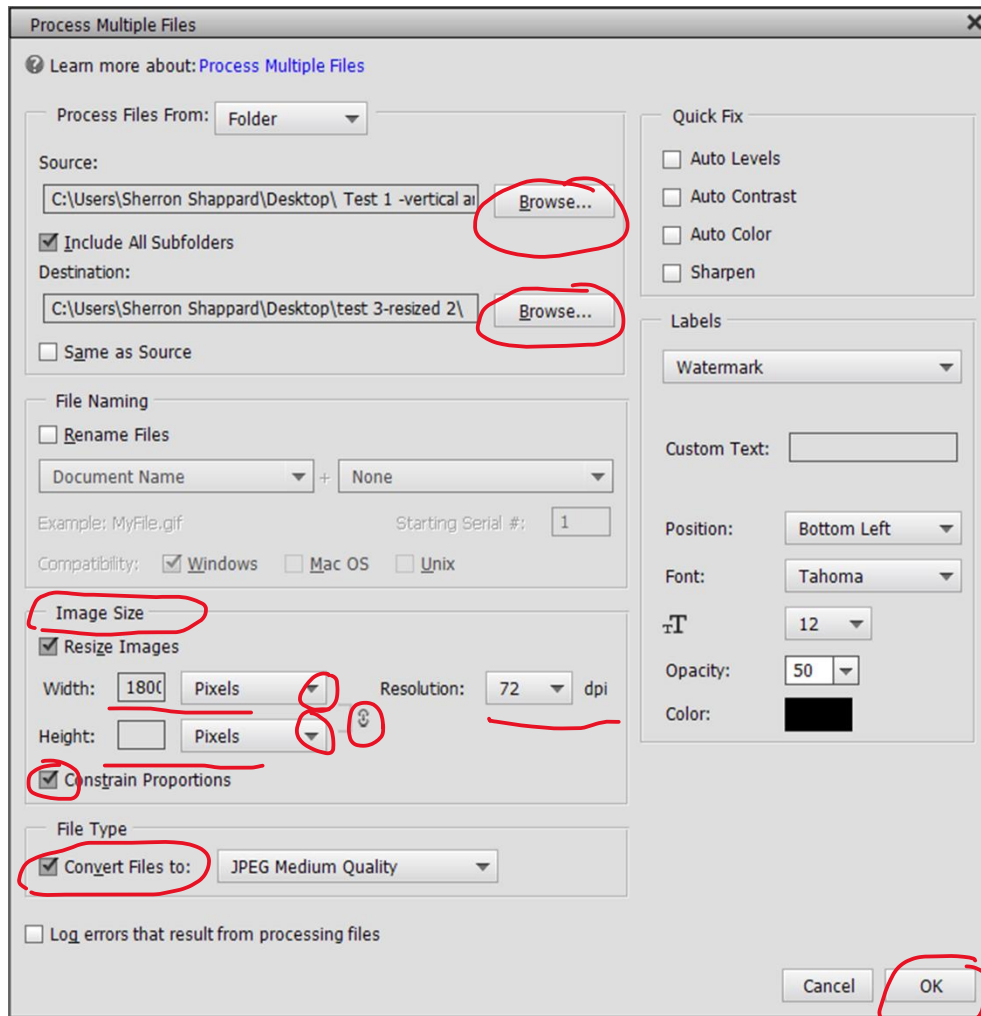 Process Multiple Files
Learn more about: Process Multiple Files
Process Files From: Folder
Source:
C:\Users\Sherron Shappard\Desktop\ Test 1 -vertical a
Browse...
Include All Subfolders
Destination:
C:\Users\Sherron Shappard\Desktop\test 3-resized 2\
Browse...
Same as Source
File Naming
Rename Files
Document Name + None
Example: MyFile.gif Starting Serial #: 1
Compatibility: Windows Mac OS Unix
Image Size
Resize Images
Width: 180 Pixels Resolution: 72 dpi
Height: Pixels
Constrain Proportions
File Type
Convert Files to: JPEG Medium Quality
Log errors that result from processing files
Quick Fix
Auto Levels
Auto Contrast
Auto Color
Sharpen
Labels
Watermark
Custom Text:
Position: Bottom Left
Font: Tahoma
TT 12
Opacity: 50
Color:
Cancel OK